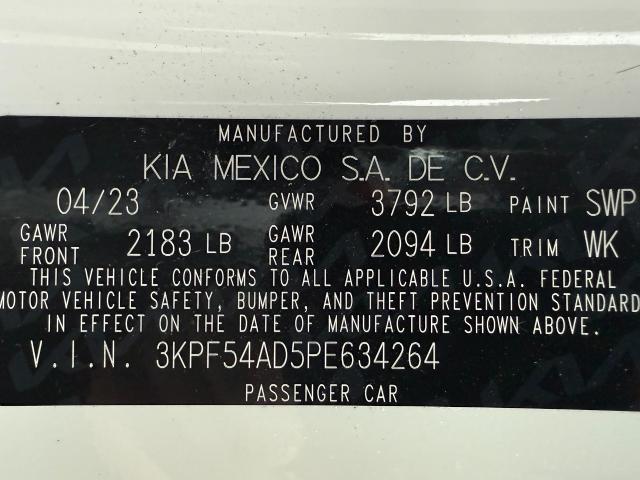 MANUFACTURED BY
KIA MEXICO S.A. DE C.V.
04/23 GVWR 3792 LB PAINT SWP
GAWR FRONT 2183 LB GAWR REAR 2094 LB TRIM WK
THIS VEHICLE CONFORMS TO ALL APPLICABLE U.S.A. FEDERAL
MOTOR VEHICLE SAFETY, BUMPER, AND THEFT PREVENTION STANDARD
IN EFFECT ON THE DATE OF MANUFACTURE SHOWN ABOVE.
V.I.N. 3KPF54AD5PE634264
PASSENGER CAR